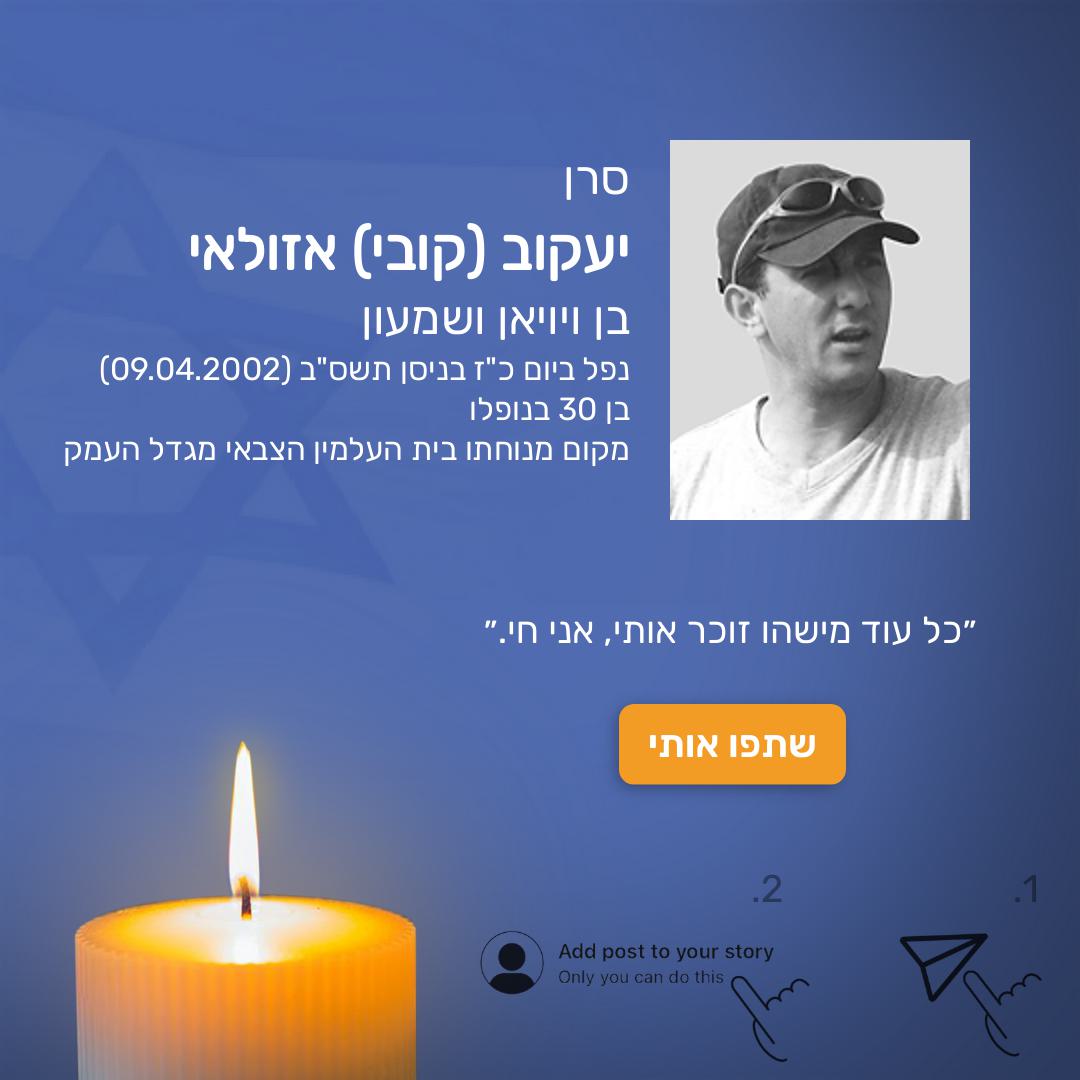 סרן
יעקוב (קובי) אזולאי
בן ויויאן ושמעון
נפל ביום כ"ז בניסן תשס"ב (09.04.2002)
בן 30 בנופלו
מקום מנוחתו בית העלמין הצבאי מגדל העמק
״כל עוד מישהו זוכר אותי, אני חי.״
שתפו אותי
.1
.2
Add post to your story
Only you can do this